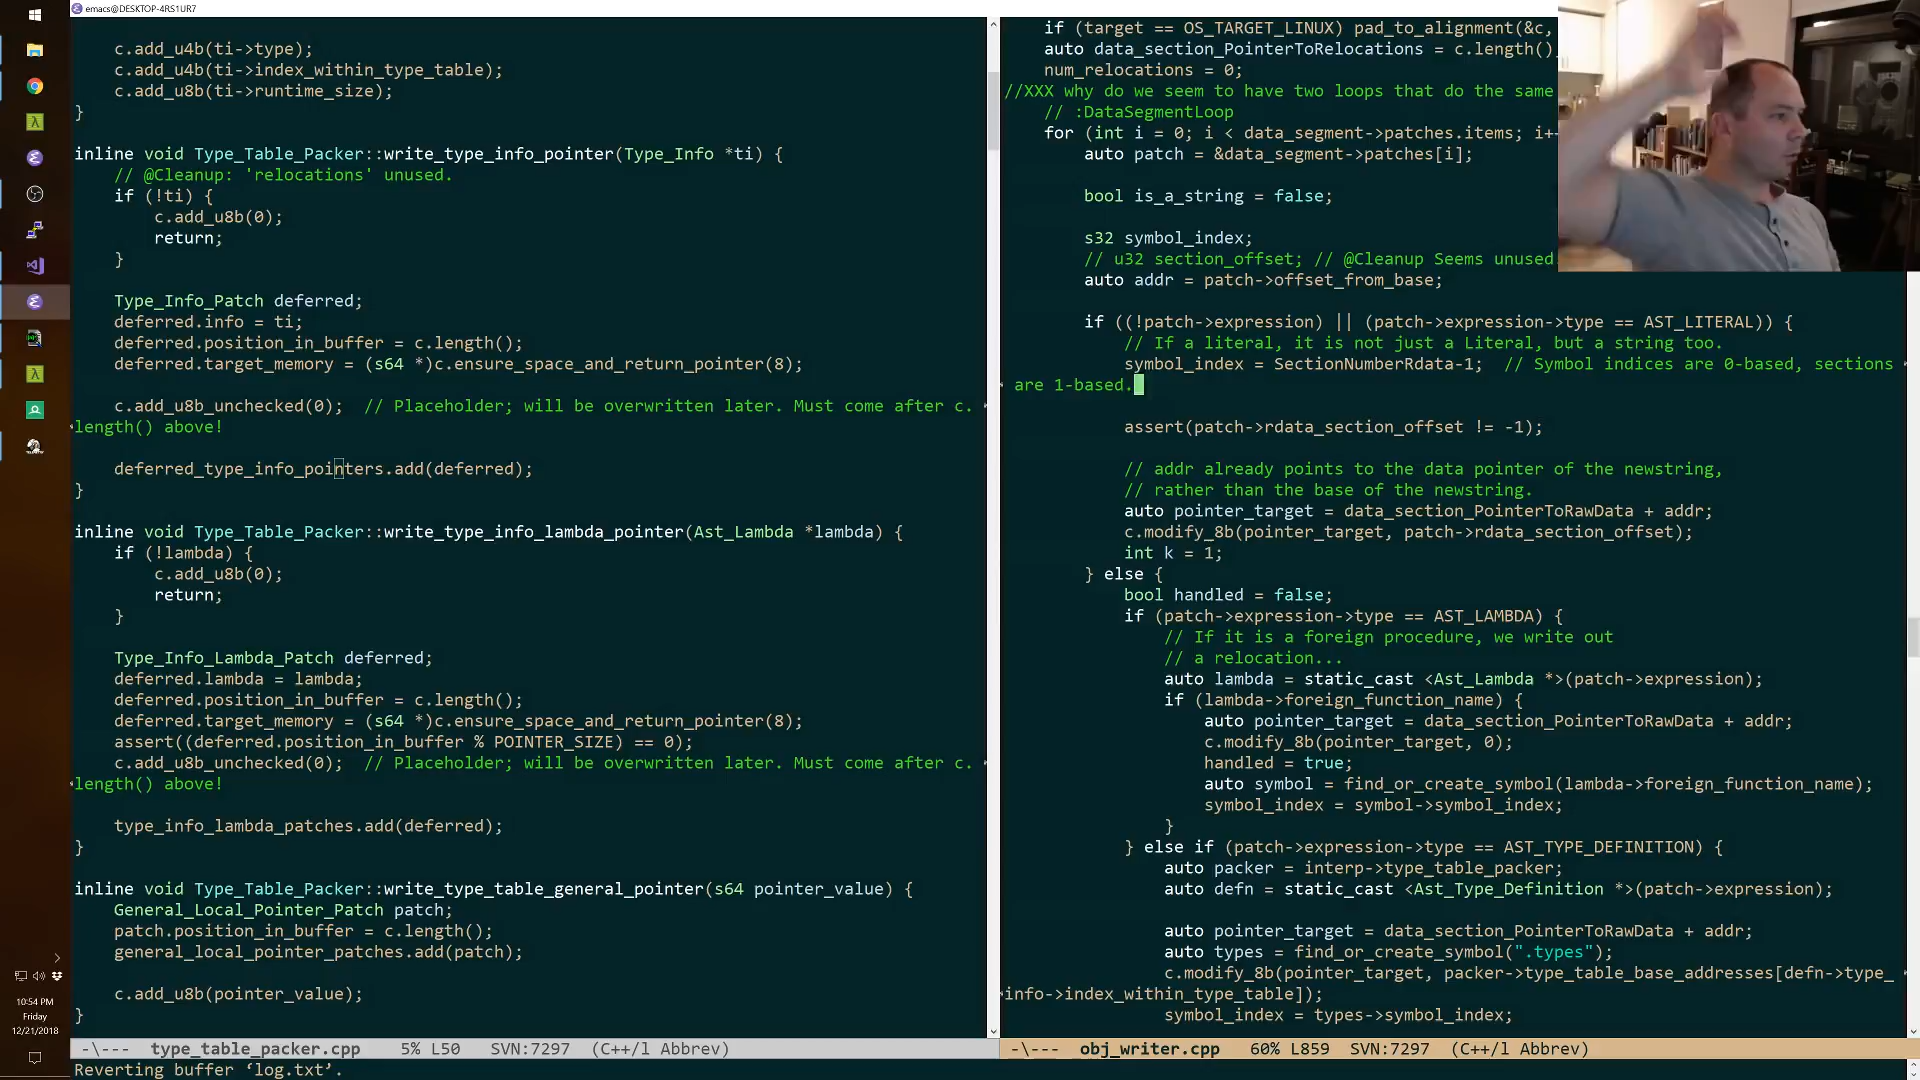 emacs@DESKTOP-4RS1UR7
c.add_u4b(ti->type);
c.add_u4b(ti->index_within_type_table);
c.add_u8b(ti->runtime_size);
}
inline void Type_Table_Packer::write_type_info_pointer(Type_Info *ti) {
// @Cleanup: 'relocations' unused.
if (!ti) {
c.add_u8b(0);
return;
}
Type_Info_Patch deferred;
deferred.info = ti;
deferred.position_in_buffer = c.length();
deferred.target_memory = (s64 *)c.ensure_space_and_return_pointer(8);
c.add_u8b_unchecked(0);  // Placeholder; will be overwritten later. Must come after c.
length() above!
deferred_type_info_pointers.add(deferred);
}
inline void Type_Table_Packer::write_type_info_lambda_pointer(Ast_Lambda *lambda) {
if (!lambda) {
c.add_u8b(0);
return;
}
Type_Info_Lambda_Patch deferred;
deferred.lambda = lambda;
deferred.position_in_buffer = c.length();
deferred.target_memory = (s64 *)c.ensure_space_and_return_pointer(8);
assert((deferred.position_in_buffer % POINTER_SIZE) == 0);
c.add_u8b_unchecked(0);  // Placeholder; will be overwritten later. Must come after c.
length() above!
type_info_lambda_patches.add(deferred);
}
inline void Type_Table_Packer::write_type_table_general_pointer(s64 pointer_value) {
General_Local_Pointer_Patch patch;
patch.position_in_buffer = c.length();
general_local_pointer_patches.add(patch);
c.add_u8b(pointer_value);
}
-\---  type_table_packer.cpp    5% L50    SVN:7297  (C++/l Abbrev)
Reverting buffer ‘log.txt’.
if (target == OS_TARGET_LINUX) pad_to_alignment(&c,
auto data_section_PointerToRelocations = c.length()
num_relocations = 0;
//XXX why do we seem to have two loops that do the same
// :DataSegmentLoop
for (int i = 0; i < data_segment->patches.items; i++
auto patch = &data_segment->patches[i];
bool is_a_string = false;
s32 symbol_index;
// u32 section_offset; // @Cleanup Seems unused
auto addr = patch->offset_from_base;
if ((!patch->expression) || (patch->expression->type == AST_LITERAL)) {
// If a literal, it is not just a Literal, but a string too.
symbol_index = SectionNumberRdata-1;  // Symbol indices are 0-based, sections
are 1-based.
assert(patch->rdata_section_offset != -1);
// addr already points to the data pointer of the newstring,
// rather than the base of the newstring.
auto pointer_target = data_section_PointerToRawData + addr;
c.modify_8b(pointer_target, patch->rdata_section_offset);
int k = 1;
} else {
bool handled = false;
if (patch->expression->type == AST_LAMBDA) {
// If it is a foreign procedure, we write out
// a relocation...
auto lambda = static_cast <Ast_Lambda *>(patch->expression);
if (lambda->foreign_function_name) {
auto pointer_target = data_section_PointerToRawData + addr;
c.modify_8b(pointer_target, 0);
handled = true;
auto symbol = find_or_create_symbol(lambda->foreign_function_name);
symbol_index = symbol->symbol_index;
}
} else if (patch->expression->type == AST_TYPE_DEFINITION) {
auto packer = interp->type_table_packer;
auto defn = static_cast <Ast_Type_Definition *>(patch->expression);
auto pointer_target = data_section_PointerToRawData + addr;
auto types = find_or_create_symbol(".types");
c.modify_8b(pointer_target, packer->type_table_base_addresses[defn->type_
info->index_within_type_table]);
symbol_index = types->symbol_index;
-\---  obj_writer.cpp   60% L859   SVN:7297  (C++/l Abbrev)
10:54 PM
Friday
12/21/2018